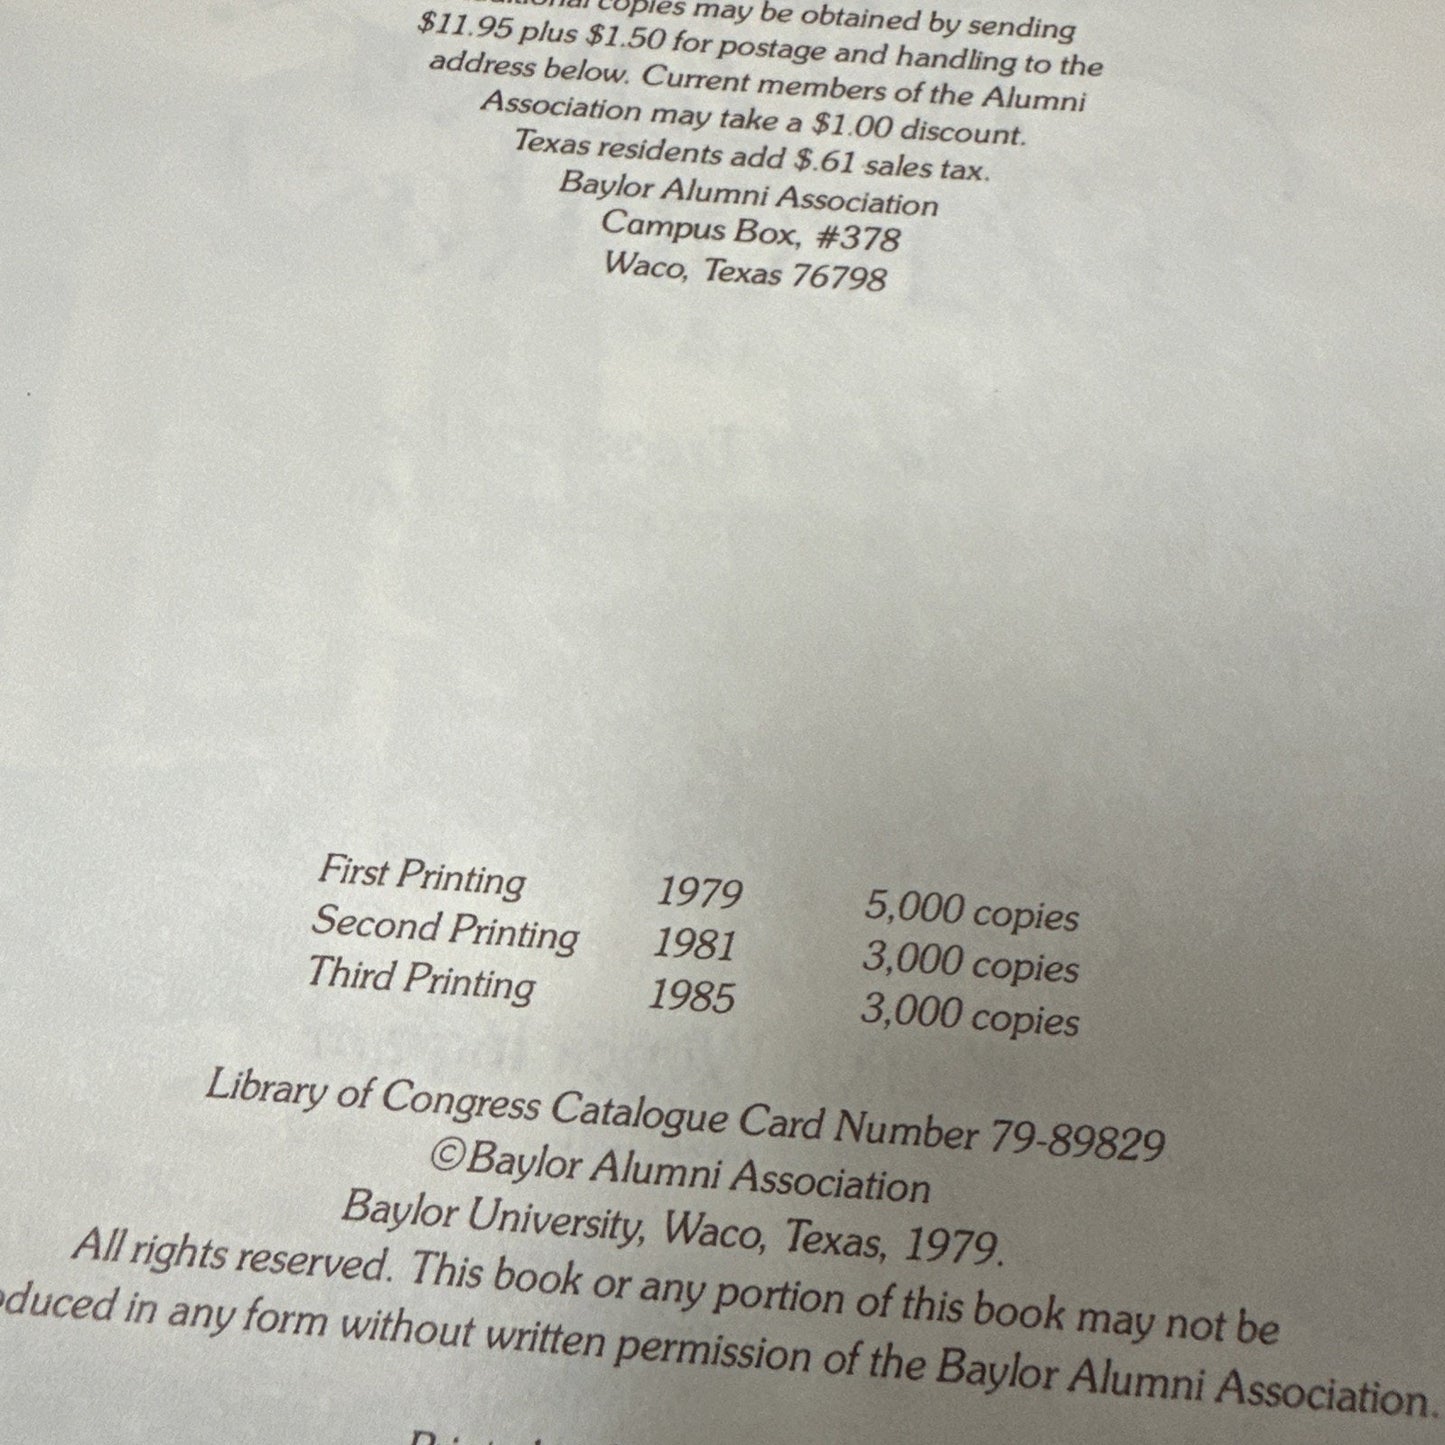 copies may be obtained by sending
$11.95 plus $1.50 for postage and handling to the
address below. Current members of the Alumni
Association may take a $1.00 discount.
Texas residents add $.61 sales tax.
Baylor Alumni Association
Campus Box, #378
Waco, Texas 76798
First Printing 1979 5,000 copies
Second Printing 1981 3,000 copies
Third Printing 1985 3,000 copies
Library of Congress Catalogue Card Number 79-89829
©Baylor Alumni Association
Baylor University, Waco, Texas, 1979.
All rights reserved. This book or any portion of this book may not be
in any form without written permission of the Baylor Alumni Association.